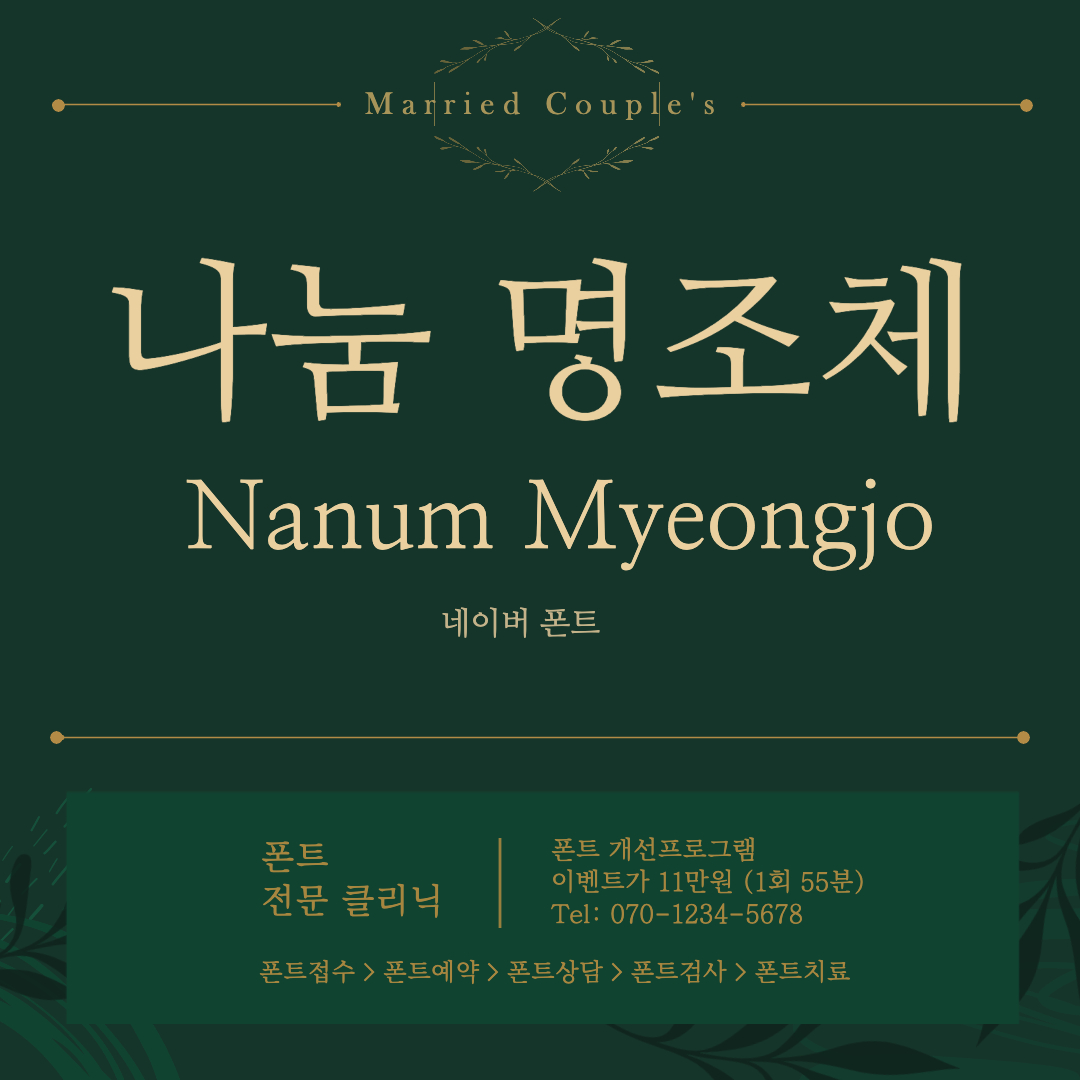 Married Couple's
나눔 명조체
Nanum Myeongjo
네이버 폰트
폰트
전문 클리닉
폰트 개선프로그램
이벤트가 11만원 (1회 55분)
Tel: 070-1234-5678
폰트접수 > 폰트예약 > 폰트상담 > 폰트검사 > 폰트치료